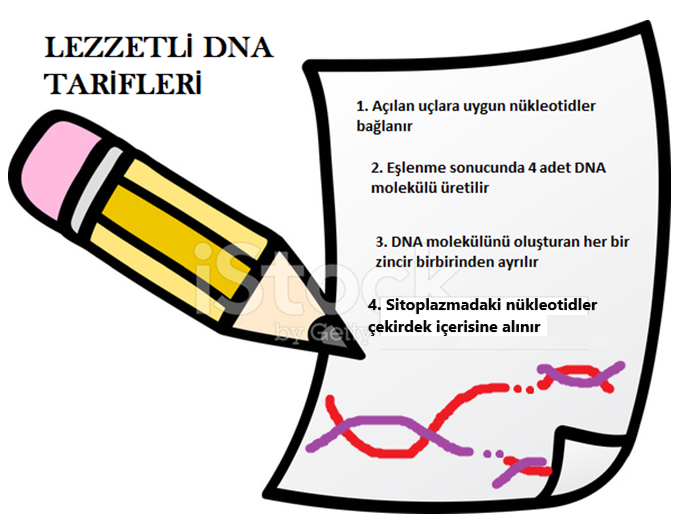 LEZZETLİ DNA
TARİFLERİ
1. Açılan uçlara uygun nükleotidler
bağlanır
2. Eşlenme sonucunda 4 adet DNA
molekülü üretilir
3. DNA molekülünü oluşturan her bir
zincir birbirinden ayrılır
4. Sitoplazmadaki nükleotidler
çekirdek içerisine alınır
iStock
by Getty